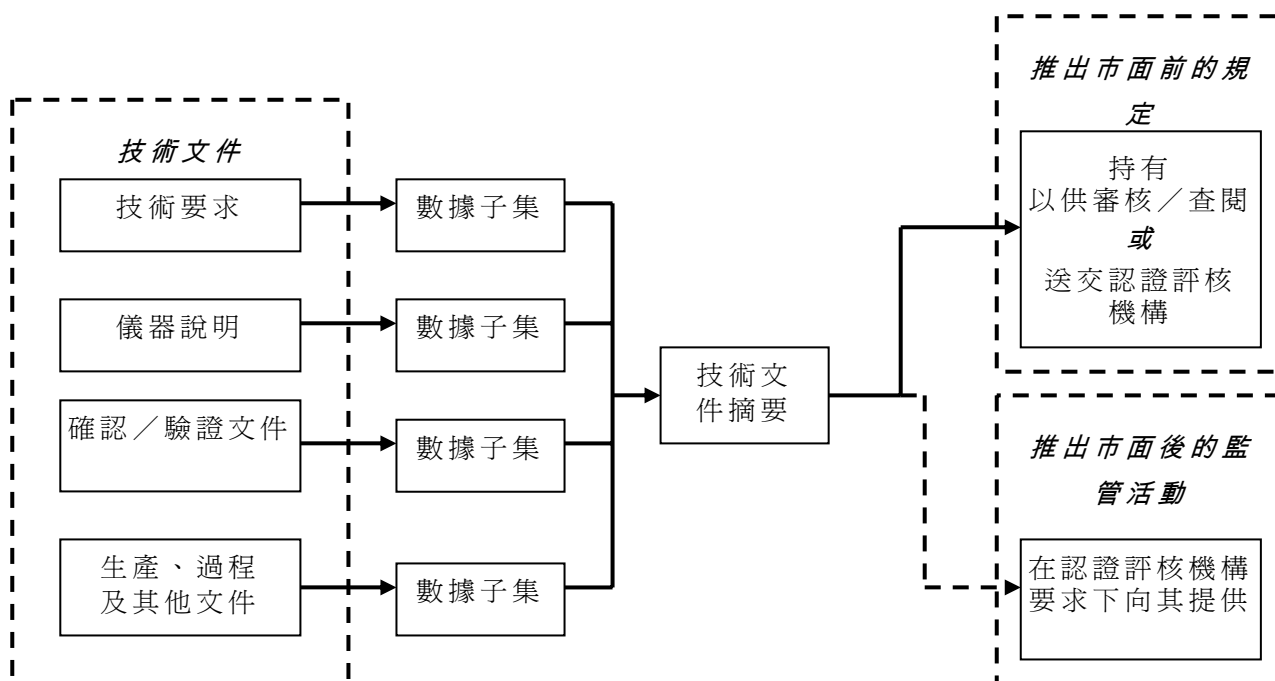 技術文件
技術要求
數據子集
儀器說明
數據子集
確認／驗證文件
數據子集
生產、過程
及其他文件
數據子集
技術文
件摘要
推出市面前的規
定
持有
以供審核／查閱
或
送交認證評核
機構
推出市面後的監
管活動
在認證評核機構
要求下向其提供